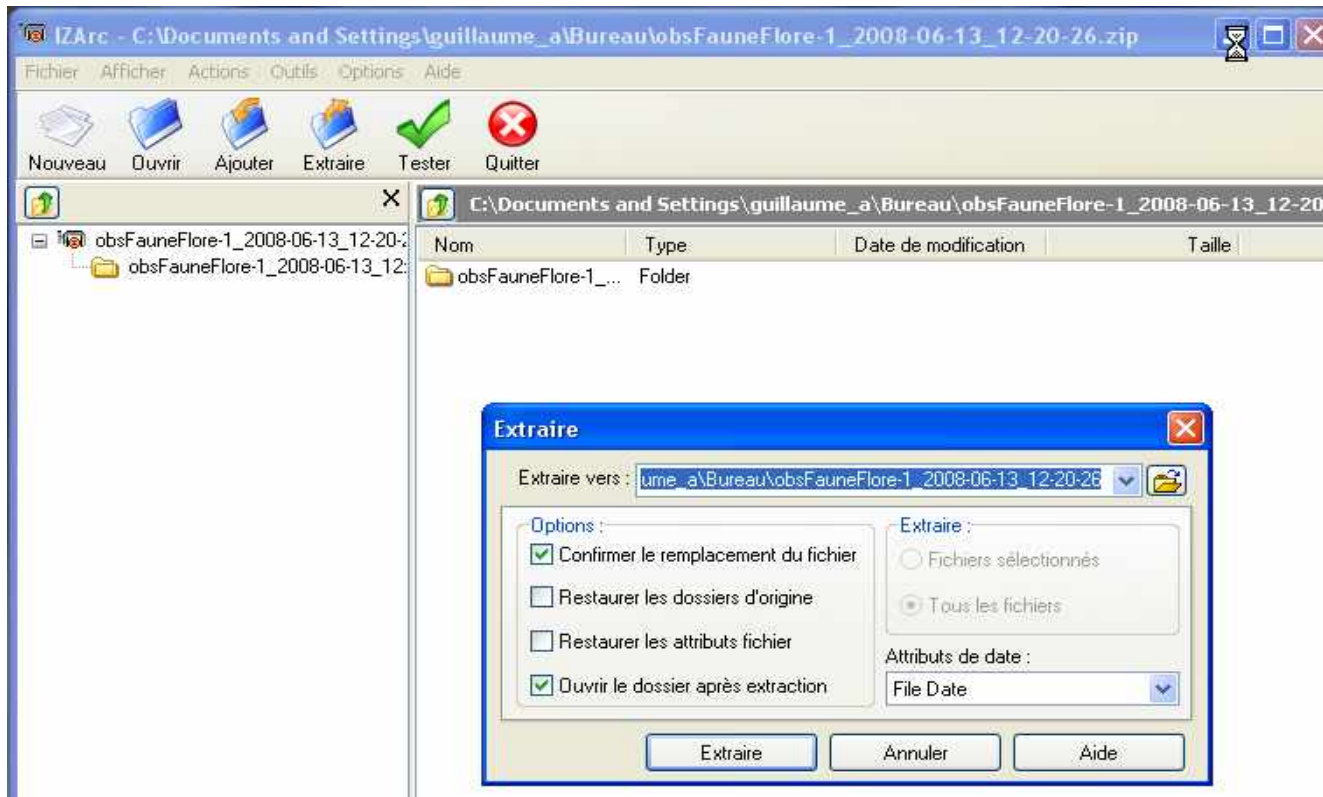 IZArc - C:\Documents and Settings\guillaume_a\Bureau\obsFauneFlore-1_2008-06-13_12-20-26.zip
Fichier Afficher Actions Outils Options Aide
Nouveau Ouvrir Ajouter Extraire Tester Quitter
C:\Documents and Settings\guillaume_a\Bureau\obsFauneFlore-1_2008-06-13_12-20
obsFauneFlore-1_2008-06-13_12-20-2
obsFauneFlore-1_2008-06-13_12:
Nom Type Date de modification Taille
obsFauneFlore-1_... Folder
Extraire
Extraire vers : ume_a\Bureau\obsFauneFlore-1_2008-06-13_12-20-26
Options :
Confirmer le remplacement du fichier
Restaurer les dossiers d'origine
Restaurer les attributs fichier
Ouvrir le dossier après extraction
Extraire :
Fichiers sélectionnés
Tous les fichiers
Attributs de date :
File Date
Extraire Annuler Aide